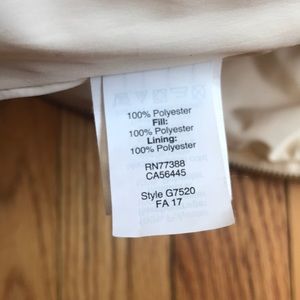 100% Polyester
Fill:
100% Polyester
Lining:
100% Polyester
RN77388
CA56445
Style G7520
FA 17